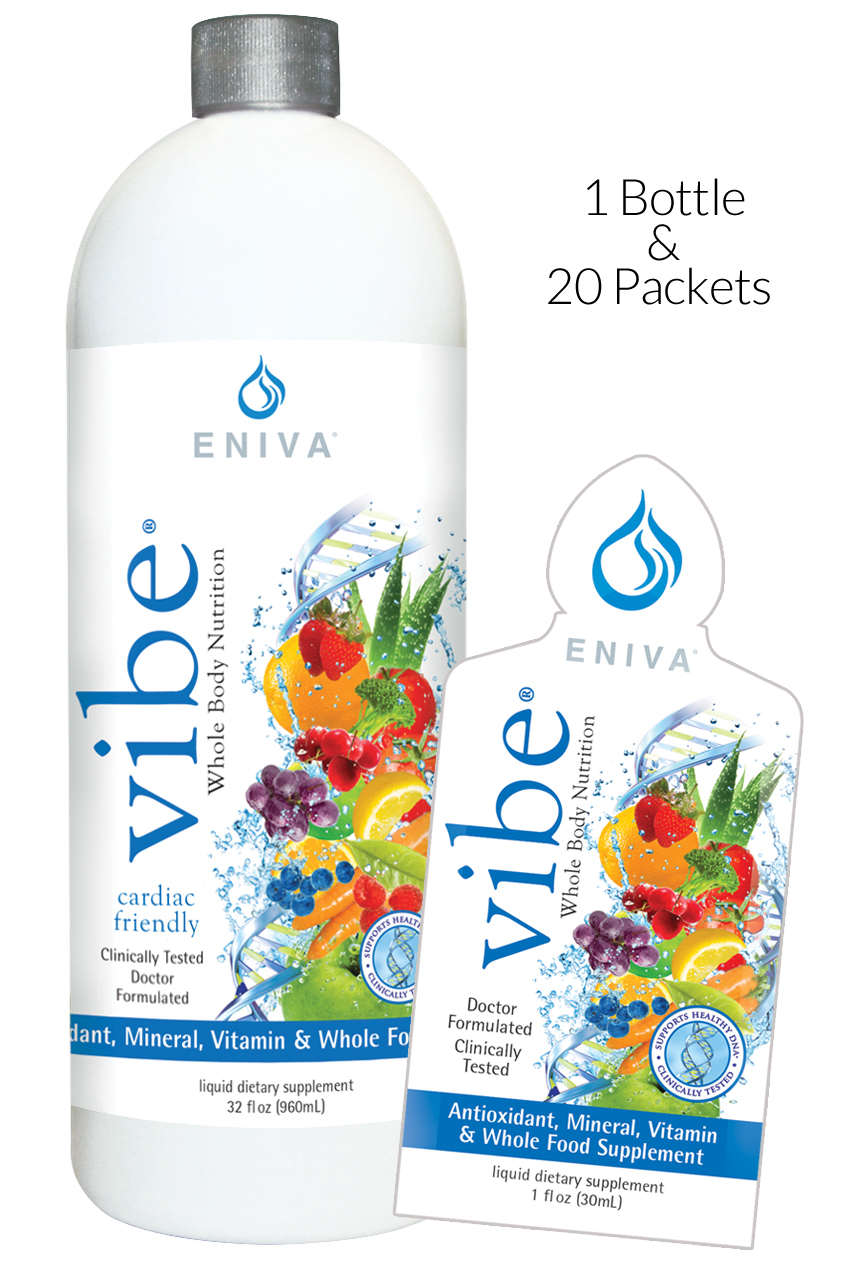 1 Bottle
&
20 Packets
ENIVA®
vibe®
Whole Body Nutrition
cardiac
friendly
Clinically Tested
Doctor
Formulated
SUPPORTS
CLINICALLY
Mineral, Vitamin & Whole
liquid dietary supplement
32 fl oz (960mL)
ENIVA®
vibe®
Whole Body Nutrition
Doctor
Formulated
Clinically
Tested
SUPPORTS HEALTHY DNA
CLINICALLY TESTED
Antioxidant, Mineral, Vitamin
& Whole Food Supplement
liquid dietary supplement
1 fl oz (30mL)